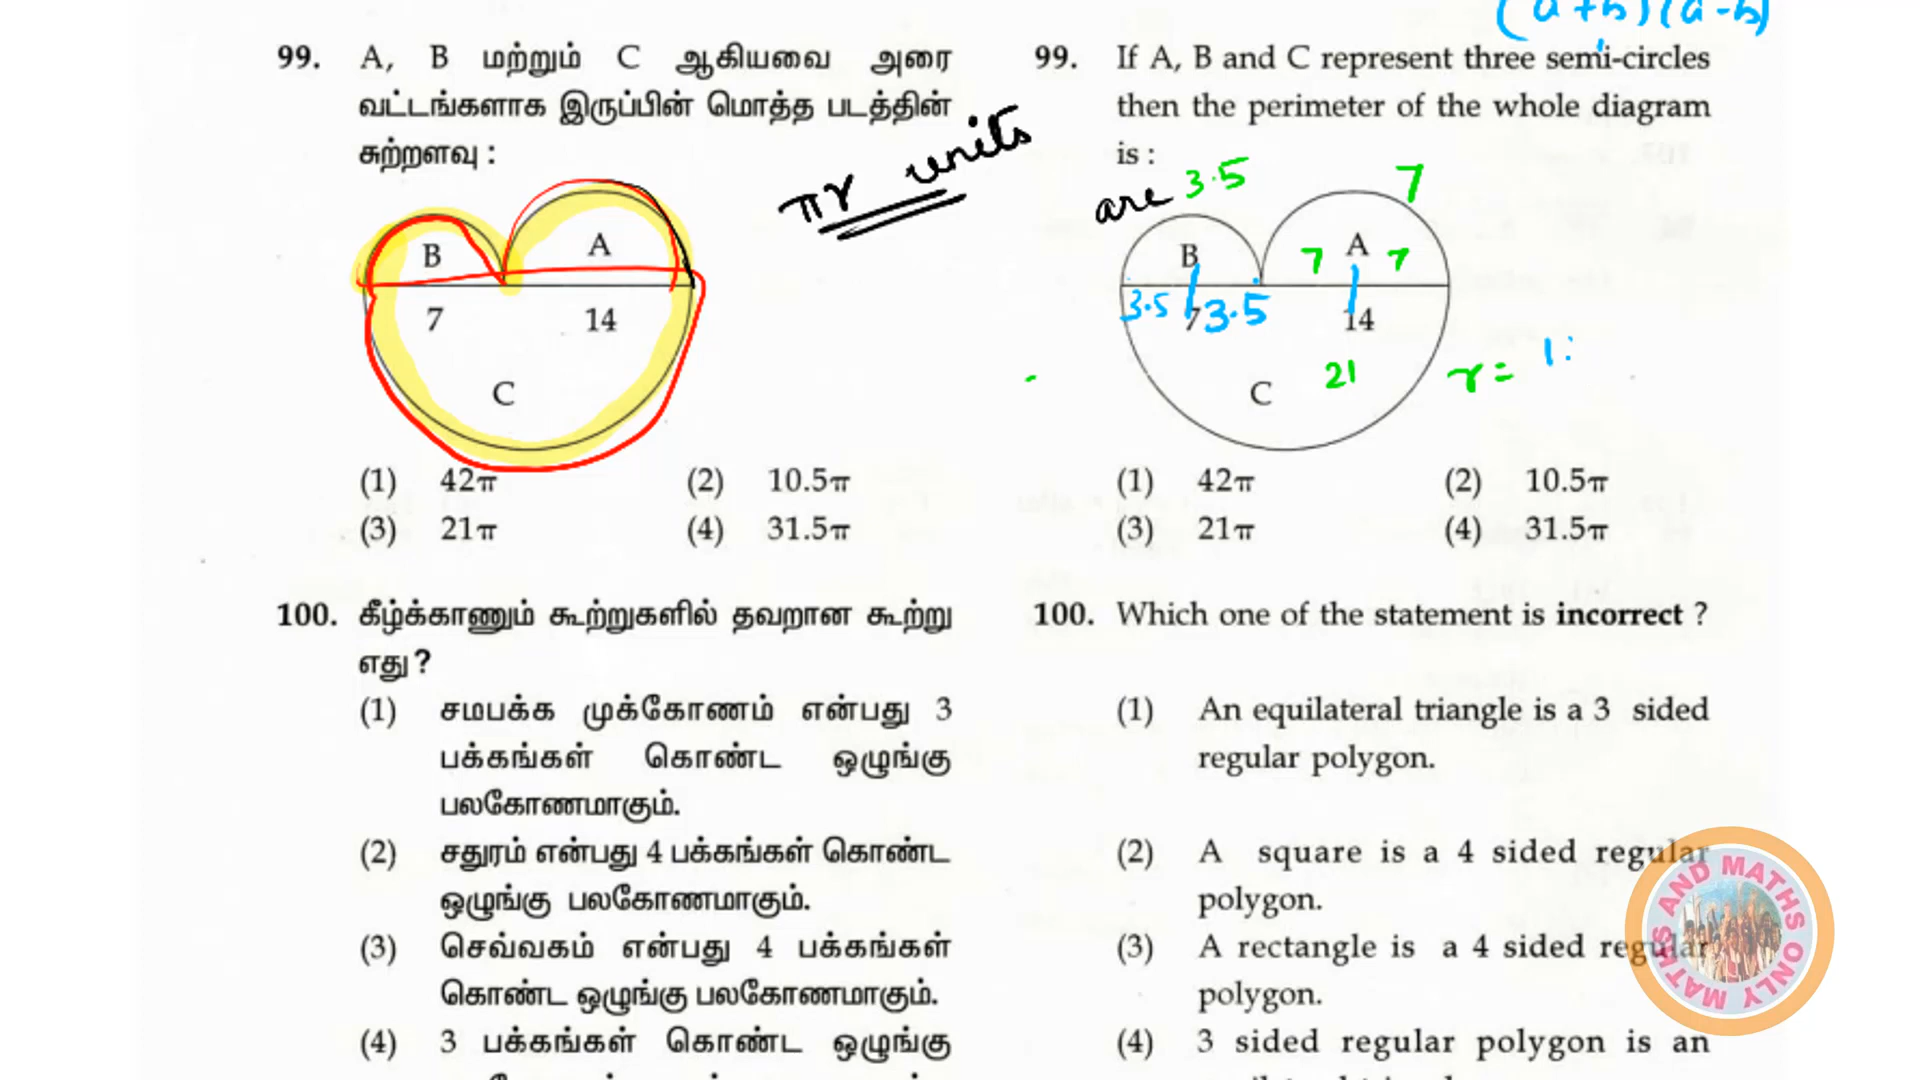 (a+b)(a-b)
99. A, B மற்றும் C ஆகியவை அரை
வட்டங்களாக இருப்பின் மொத்த படத்தின்
சுற்றளவு :
πr units
B
A
7
14
C
(1) 42π (2) 10.5π
(3) 21π (4) 31.5π
100. கீழ்க்காணும் கூற்றுகளில் தவறான கூற்று
எது ?
(1) சமபக்க முக்கோணம் என்பது 3
பக்கங்கள் கொண்ட ஒழுங்கு
பலகோணமாகும்.
(2) சதுரம் என்பது 4 பக்கங்கள் கொண்ட
ஒழுங்கு பலகோணமாகும்.
(3) செவ்வகம் என்பது 4 பக்கங்கள்
கொண்ட ஒழுங்கு பலகோணமாகும்.
(4) 3 பக்கங்கள் கொண்ட ஒழுங்கு
99. If A, B and C represent three semi-circles
then the perimeter of the whole diagram
is :
are 3.5
7
B
7 A 7
3.5 7 3.5
14
21
C
r =
(1) 42π (2) 10.5π
(3) 21π (4) 31.5π
100. Which one of the statement is incorrect ?
(1) An equilateral triangle is a 3 sided
regular polygon.
(2) A square is a 4 sided regular
polygon.
(3) A rectangle is a 4 sided regular
polygon.
(4) 3 sided regular polygon is an
MATHS AND MATHS ONLY